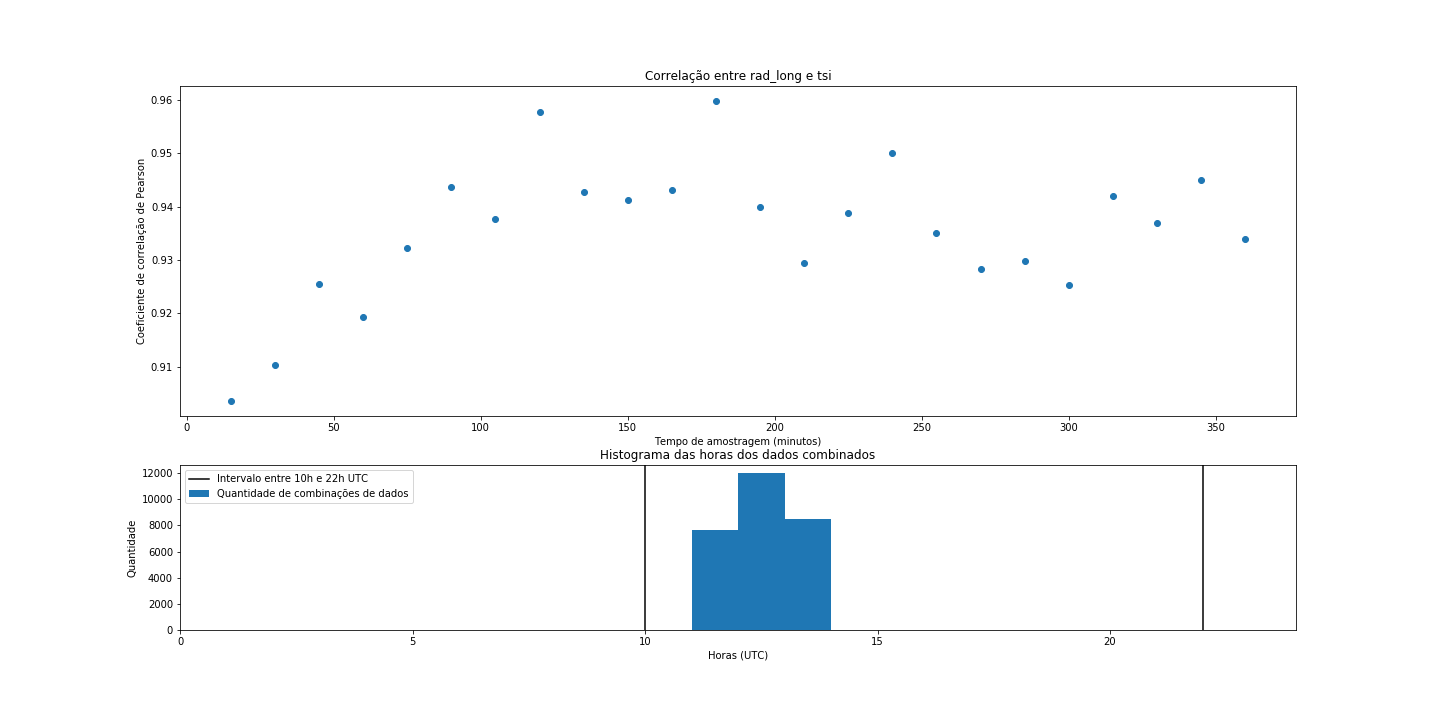 Correlação entre rad_long e tsi
Coeficiente de correlação de Pearson
0.96
0.95
0.94
0.93
0.92
0.91
0 50 100 150 200 250 300 350
Tempo de amostragem (minutos)
Histograma das horas dos dados combinados
Quantidade
12000
10000
8000
6000
4000
2000
0
Intervalo entre 10h e 22h UTC
Quantidade de combinações de dados
0 5 10 15 20
Horas (UTC)